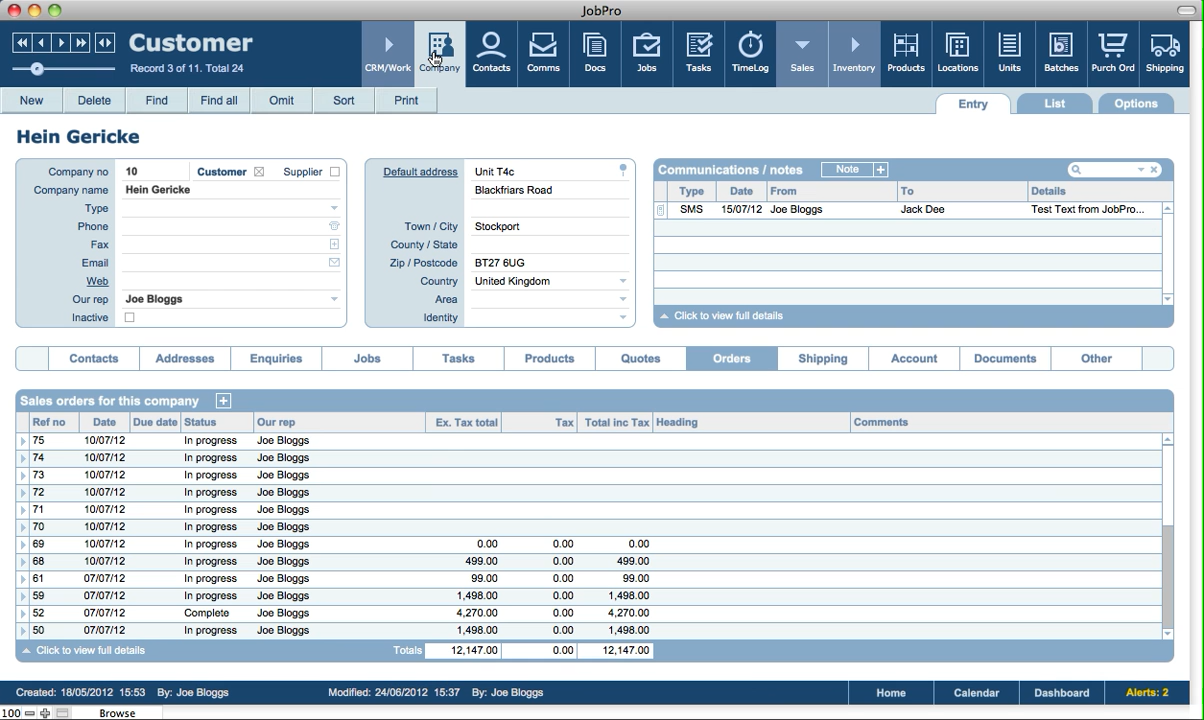 JobPro
Customer
Record 3 of 11. Total 24
CRM/Work Company Contacts Comms Docs Jobs Tasks TimeLog Sales Inventory Products Locations Units Batches Purch Ord Shipping
New Delete Find Find all Omit Sort Print Entry List Options
Hein Gericke
Company no 10 Customer Supplier
Company name Hein Gericke
Type
Phone
Fax
Email
Web
Our rep Joe Bloggs
Inactive
Default address Unit T4c
Blackfriars Road
Town / City Stockport
County / State
Zip / Postcode BT27 6UG
Country United Kingdom
Area
Identity
Communications / notes Note +
Type Date From To Details
SMS 15/07/12 Joe Bloggs Jack Dee Test Text from JobPro...
Click to view full details
Contacts Addresses Enquiries Jobs Tasks Products Quotes Orders Shipping Account Documents Other
Sales orders for this company +
Ref no Date Due date Status Our rep Ex. Tax total Tax Total inc Tax Heading Comments
75 10/07/12 In progress Joe Bloggs
74 10/07/12 In progress Joe Bloggs
73 10/07/12 In progress Joe Bloggs
72 10/07/12 In progress Joe Bloggs
71 10/07/12 In progress Joe Bloggs
70 10/07/12 In progress Joe Bloggs
69 10/07/12 In progress Joe Bloggs 0.00 0.00 0.00
68 10/07/12 In progress Joe Bloggs 499.00 0.00 499.00
61 07/07/12 In progress Joe Bloggs 99.00 0.00 99.00
59 07/07/12 In progress Joe Bloggs 1,498.00 0.00 1,498.00
52 07/07/12 Complete Joe Bloggs 4,270.00 0.00 4,270.00
50 07/07/12 In progress Joe Bloggs 1,498.00 0.00 1,498.00
Click to view full details Totals 12,147.00 0.00 12,147.00
Created: 18/05/2012 15:53 By: Joe Bloggs Modified: 24/06/2012 15:37 By: Joe Bloggs Home Calendar Dashboard Alerts: 2
100 Browse